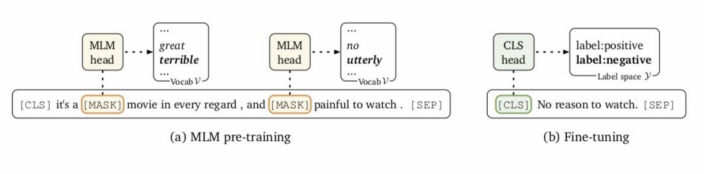 MLM
head
...
great
terrible
...
Vocab 𝒱
MLM
head
...
no
utterly
...
Vocab 𝒱
[CLS] it's a [MASK] movie in every regard , and [MASK] painful to watch . [SEP]
(a) MLM pre-training
CLS
head
label:positive
label:negative
Label space 𝒴
[CLS] No reason to watch. [SEP]
(b) Fine-tuning